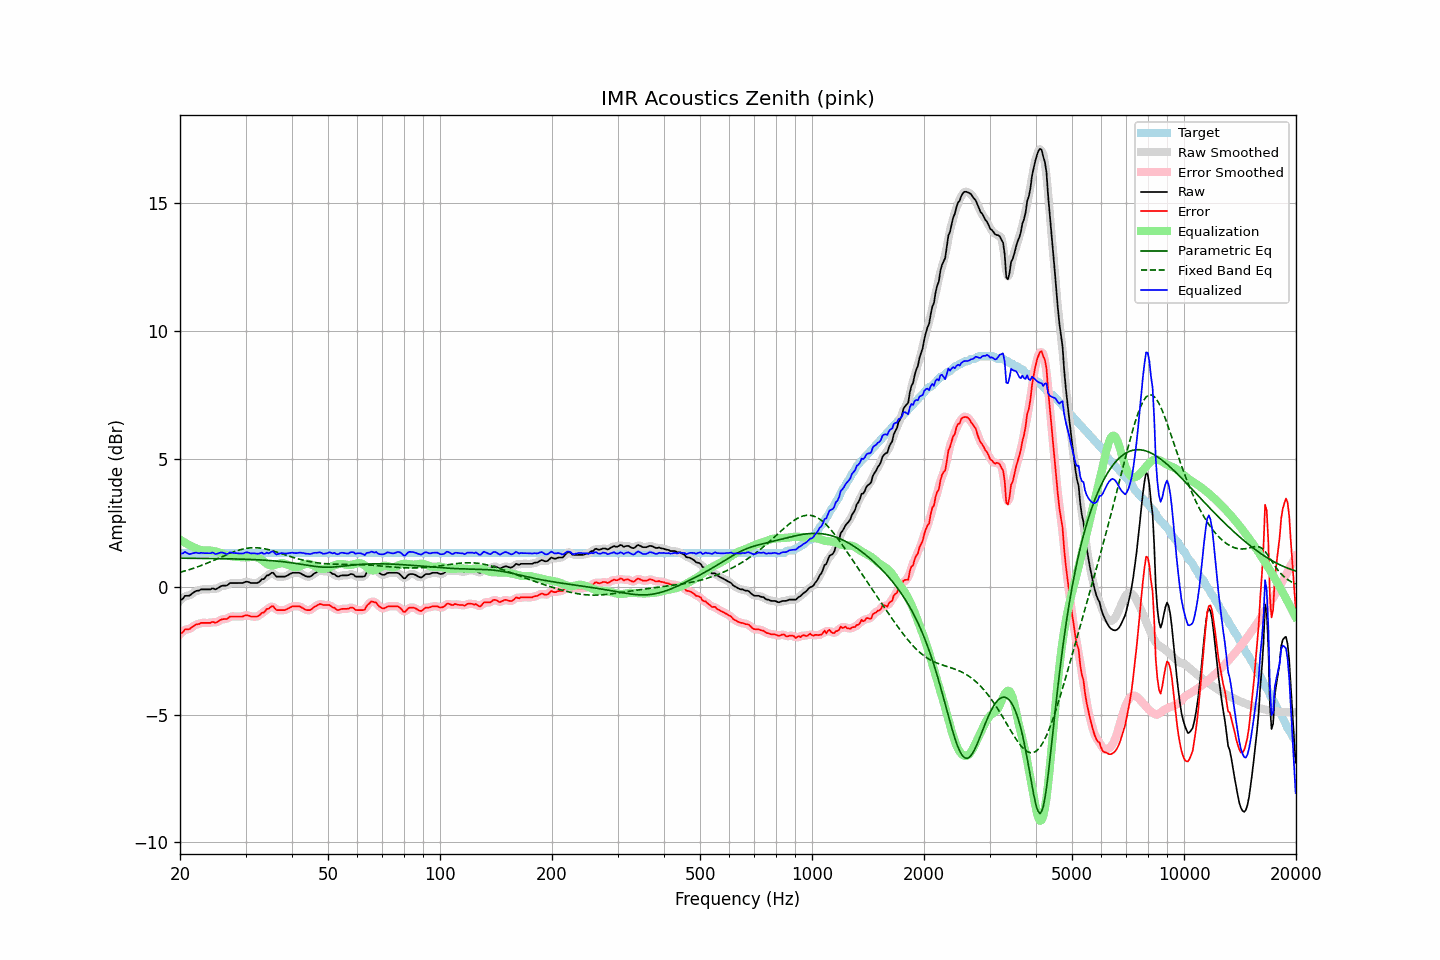 IMR Acoustics Zenith (pink)
Target
Raw Smoothed
Error Smoothed
Raw
Error
Equalization
Parametric Eq
Fixed Band Eq
Equalized
Amplitude (dBr)
15
10
5
0
−5
−10
20 50 100 200 500 1000 2000 5000 10000 20000
Frequency (Hz)